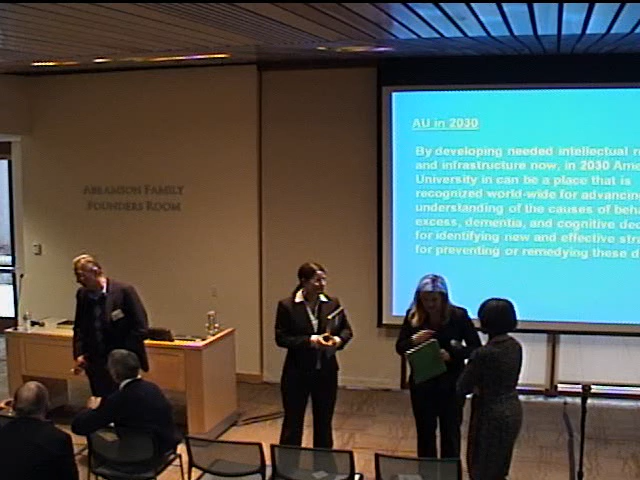 ABRAMSON FAMILY
FOUNDERS ROOM
AU in 2030
By developing needed intellectual r
and infrastructure now, in 2030 Ame
University in can be a place that is
recognized world-wide for advancing
understanding of the causes of beha
excess, dementia, and cognitive dec
for identifying new and effective stra
for preventing or remedying these d